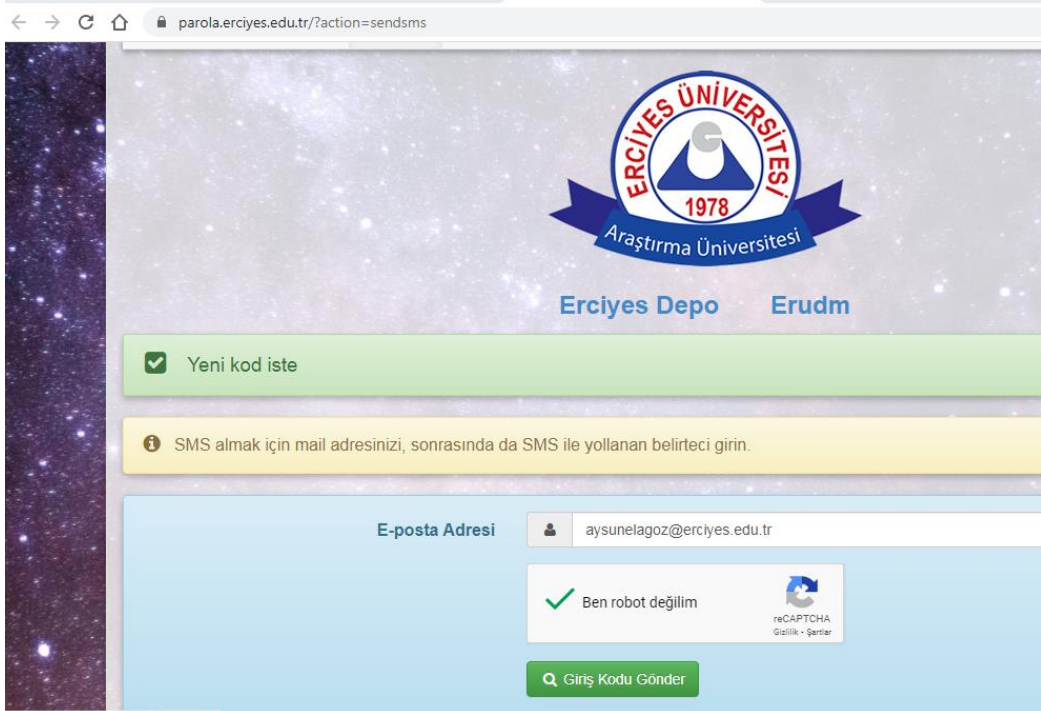 parola.erciyes.edu.tr/?action=sendsms
ERCİYES ÜNİVERSİTESİ
1978
Araştırma Üniversitesi
Erciyes Depo Erudm
Yeni kod iste
SMS almak için mail adresinizi, sonrasında da SMS ile yollanan belirteci girin.
E-posta Adresi aysunelagoz@erciyes.edu.tr
Ben robot değilim
reCAPTCHA
Gizlilik - Şartlar
Giriş Kodu Gönder